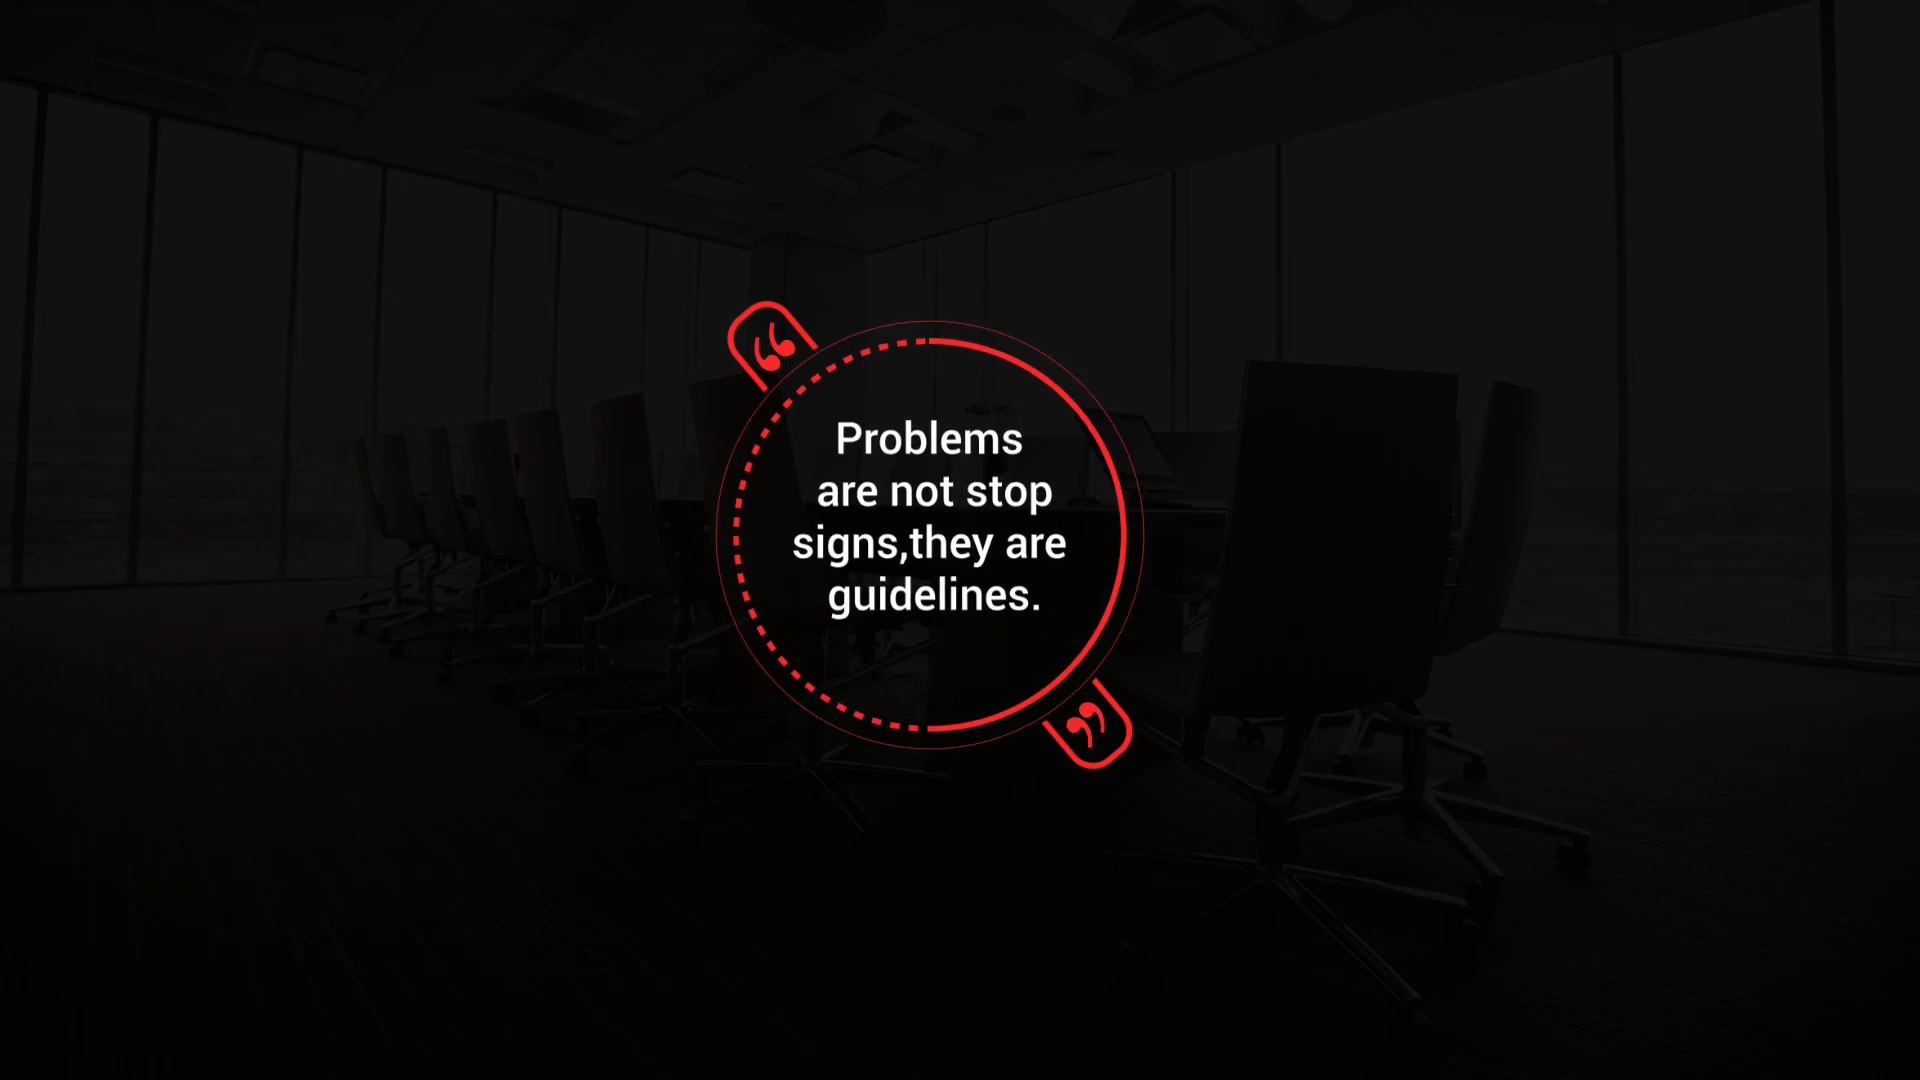 “
Problems
are not stop
signs,they are
guidelines.
”